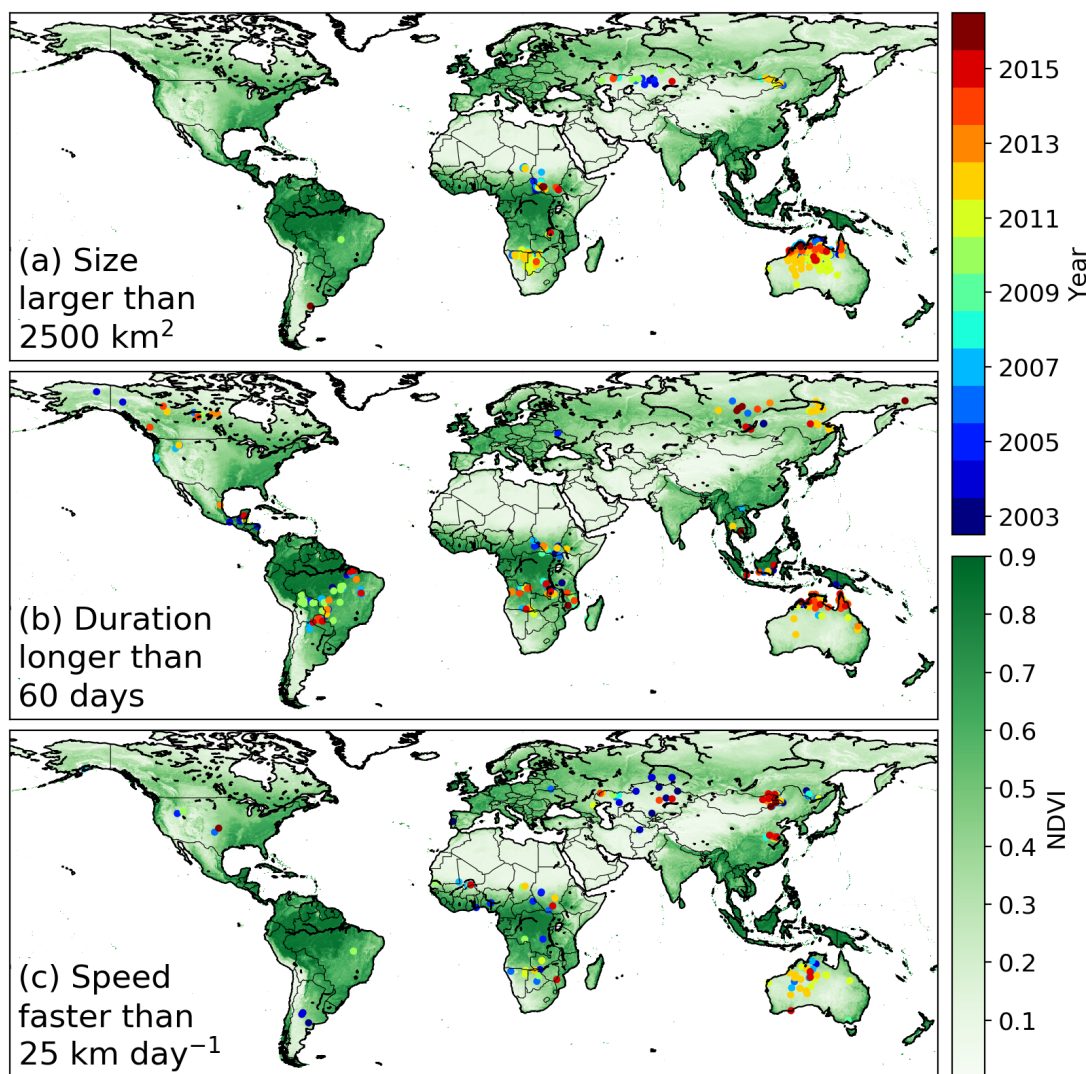 (a) Size
larger than
2500 km²
(b) Duration
longer than
60 days
(c) Speed
faster than
25 km day⁻¹
2015
2013
2011
2009
2007
2005
2003
Year
0.9
0.8
0.7
0.6
0.5
0.4
0.3
0.2
0.1
NDVI